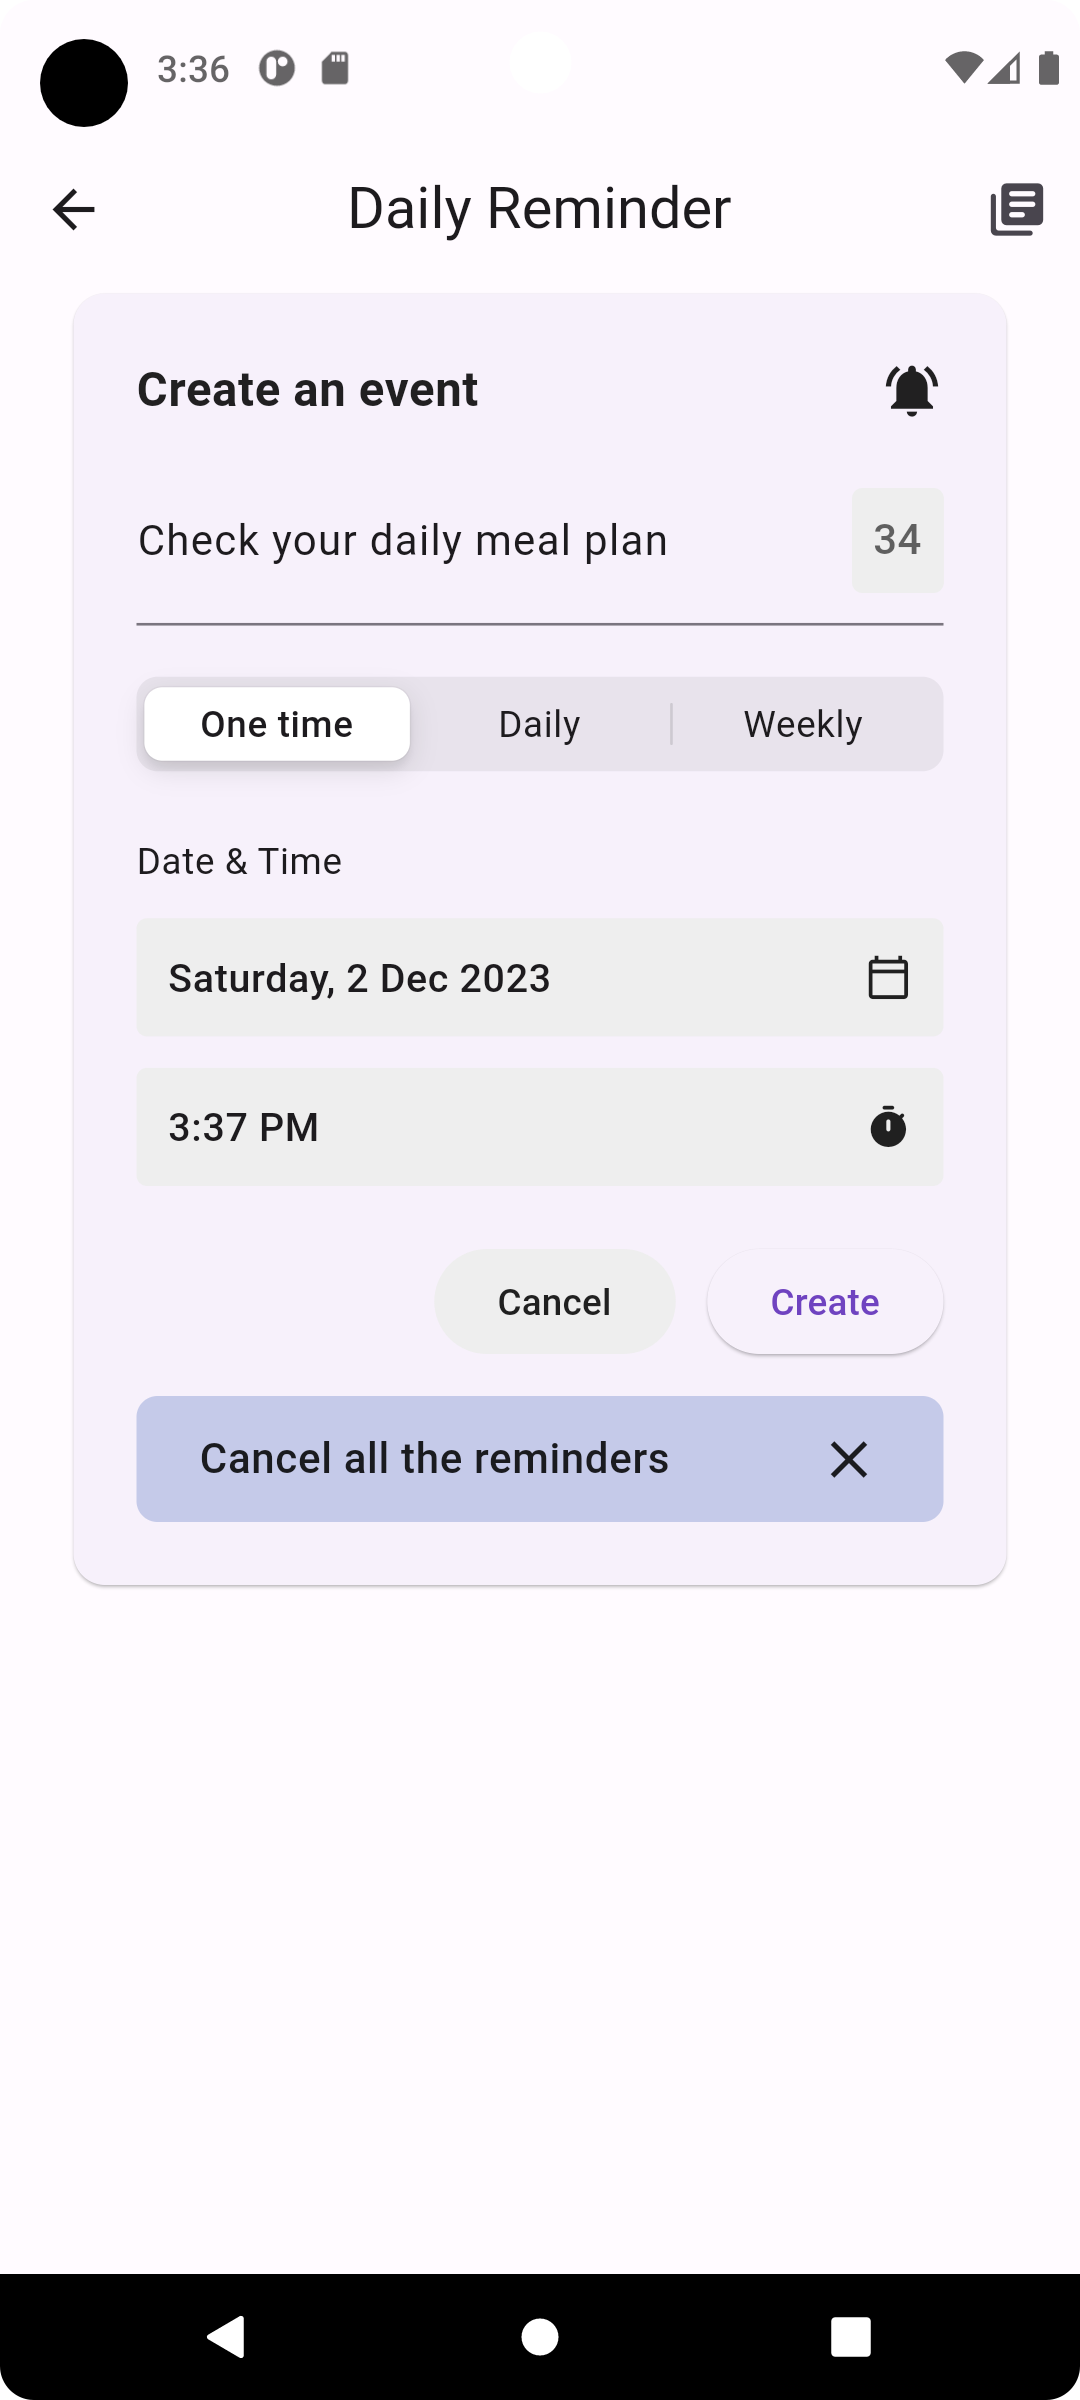 3:36
Daily Reminder
Create an event
Check your daily meal plan 34
One time Daily Weekly
Date & Time
Saturday, 2 Dec 2023
3:37 PM
Cancel Create
Cancel all the reminders